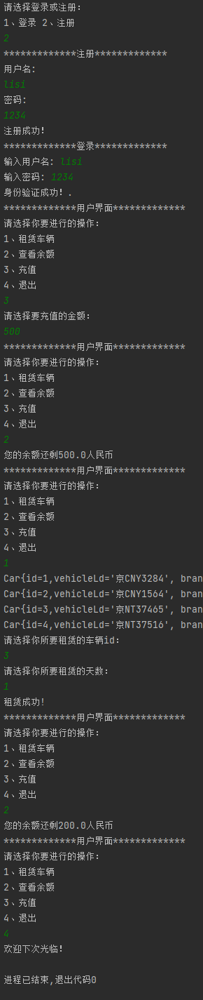 请选择登录或注册:
1、登录 2、注册
2
*************注册*************
用户名:
lisi
密码:
1234
注册成功!
*************登录*************
输入用户名: lisi
输入密码: 1234
身份验证成功! .
*************用户界面*************
请选择你要进行的操作:
1、租赁车辆
2、查看余额
3、充值
4、退出
3
请选择要充值的金额:
500
*************用户界面*************
请选择你要进行的操作:
1、租赁车辆
2、查看余额
3、充值
4、退出
2
您的余额还剩500.0人民币
*************用户界面*************
请选择你要进行的操作:
1、租赁车辆
2、查看余额
3、充值
4、退出
1
Car{id=1,vehicleLd='京CNY3284', bran
Car{id=2,vehicleLd='京CNY1564', bran
Car{id=3,vehicleLd='京NT37465', bran
Car{id=4,vehicleLd='京NT37516', bran
请选择你所要租赁的车辆id:
3
请选择你所要租赁的天数:
1
租赁成功!
*************用户界面*************
请选择你要进行的操作:
1、租赁车辆
2、查看余额
3、充值
4、退出
2
您的余额还剩200.0人民币
*************用户界面*************
请选择你要进行的操作:
1、租赁车辆
2、查看余额
3、充值
4、退出
4
欢迎下次光临!
进程已结束,退出代码0